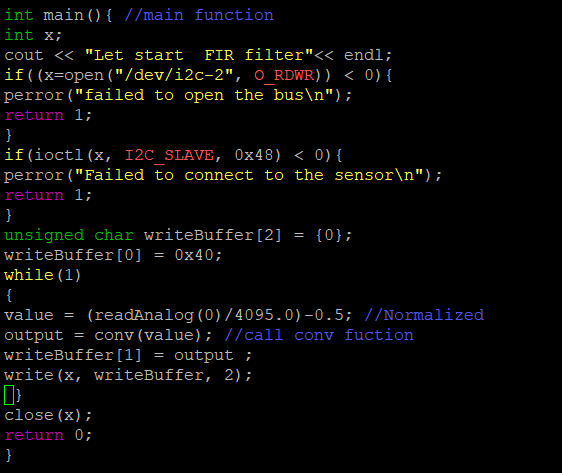 int main(){ //main function
int x;
cout << "Let start  FIR filter"<< endl;
if((x=open("/dev/i2c-2", O_RDWR)) < 0){
perror("failed to open the bus\n");
return 1;
}
if(ioctl(x, I2C_SLAVE, 0x48) < 0){
perror("Failed to connect to the sensor\n");
return 1;
}
unsigned char writeBuffer[2] = {0};
writeBuffer[0] = 0x40;
while(1)
{
value = (readAnalog(0)/4095.0)-0.5; //Normalized
output = conv(value); //call conv fuction
writeBuffer[1] = output ;
write(x, writeBuffer, 2);
}
close(x);
return 0;
}